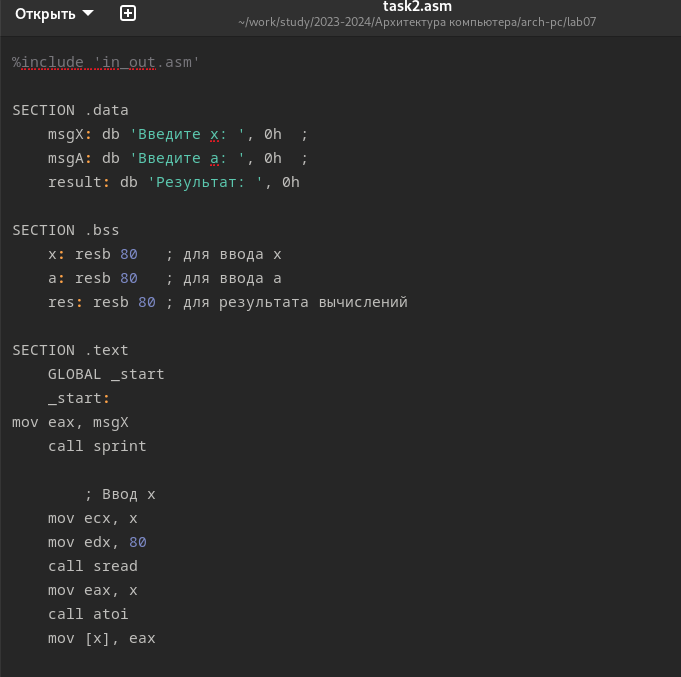 Открыть
task2.asm
~/work/study/2023-2024/Архитектура компьютера/arch-pc/lab07
%include 'in_out.asm'
SECTION .data
msgX: db 'Введите x: ', 0h  ;
msgA: db 'Введите a: ', 0h  ;
result: db 'Результат: ', 0h
SECTION .bss
x: resb 80   ; для ввода x
a: resb 80   ; для ввода a
res: resb 80 ; для результата вычислений
SECTION .text
GLOBAL _start
_start:
mov eax, msgX
call sprint
; Ввод x
mov ecx, x
mov edx, 80
call sread
mov eax, x
call atoi
mov [x], eax